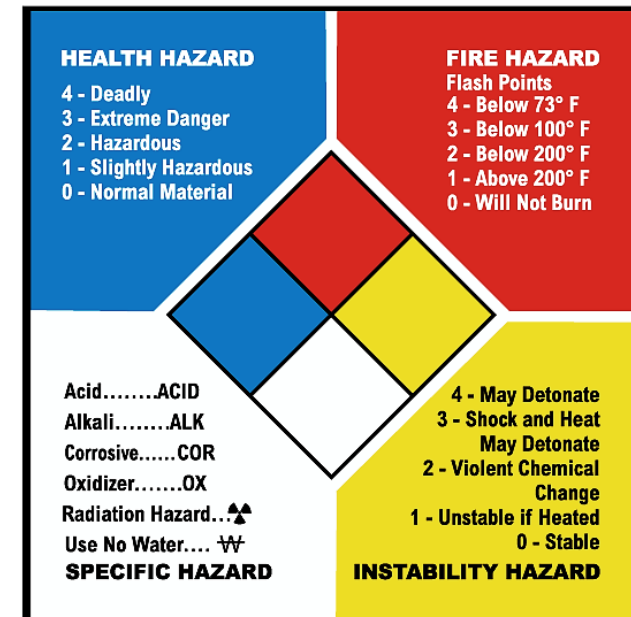 HEALTH HAZARD
4 - Deadly
3 - Extreme Danger
2 - Hazardous
1 - Slightly Hazardous
0 - Normal Material
FIRE HAZARD
Flash Points
4 - Below 73° F
3 - Below 100° F
2 - Below 200° F
1 - Above 200° F
0 - Will Not Burn
Acid........ACID
Alkali........ALK
Corrosive......COR
Oxidizer.......OX
Radiation Hazard...☢
Use No Water.... W̶
SPECIFIC HAZARD
4 - May Detonate
3 - Shock and Heat
May Detonate
2 - Violent Chemical
Change
1 - Unstable if Heated
0 - Stable
INSTABILITY HAZARD